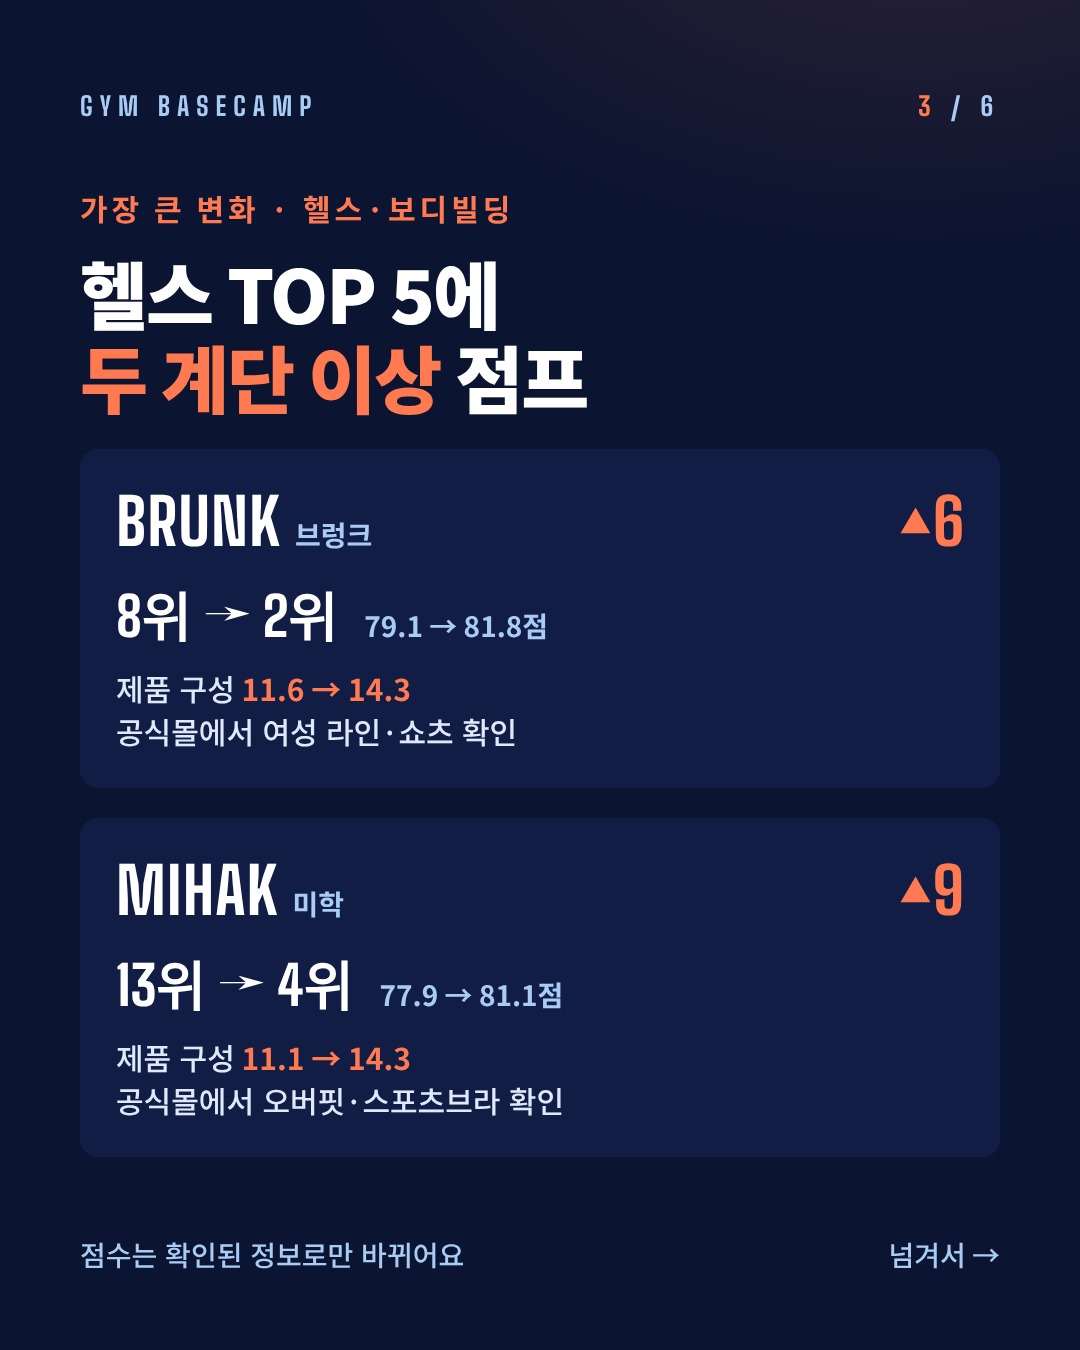 GYM BASECAMP
3 / 6
가장 큰 변화 · 헬스·보디빌딩
헬스 TOP 5에
두 계단 이상 점프
BRUNK 브렁크
▲6
8위 → 2위 79.1 → 81.8점
제품 구성 11.6 → 14.3
공식몰에서 여성 라인·쇼츠 확인
MIHAK 미학
▲9
13위 → 4위 77.9 → 81.1점
제품 구성 11.1 → 14.3
공식몰에서 오버핏·스포츠브라 확인
점수는 확인된 정보로만 바뀌어요
넘겨서 →